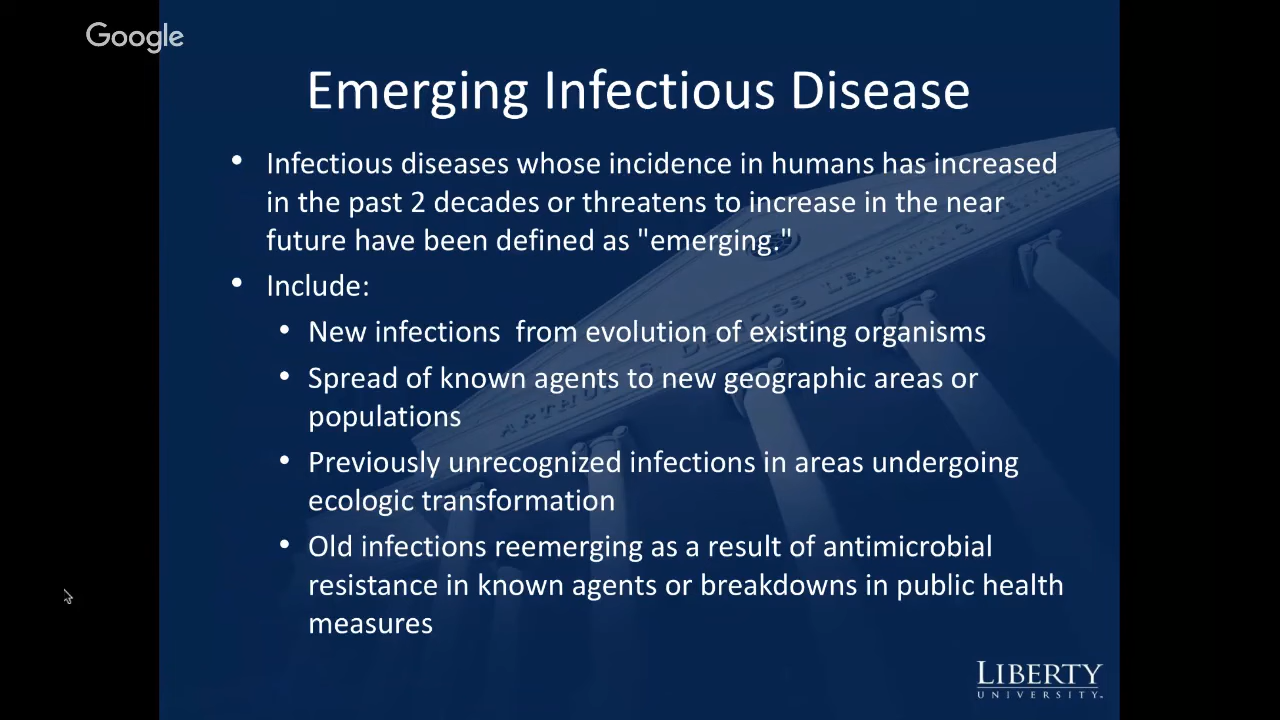 Google
Emerging Infectious Disease
• Infectious diseases whose incidence in humans has increased
in the past 2 decades or threatens to increase in the near
future have been defined as "emerging."
• Include:
• New infections  from evolution of existing organisms
• Spread of known agents to new geographic areas or
populations
• Previously unrecognized infections in areas undergoing
ecologic transformation
• Old infections reemerging as a result of antimicrobial
resistance in known agents or breakdowns in public health
measures
LIBERTY
UNIVERSITY.